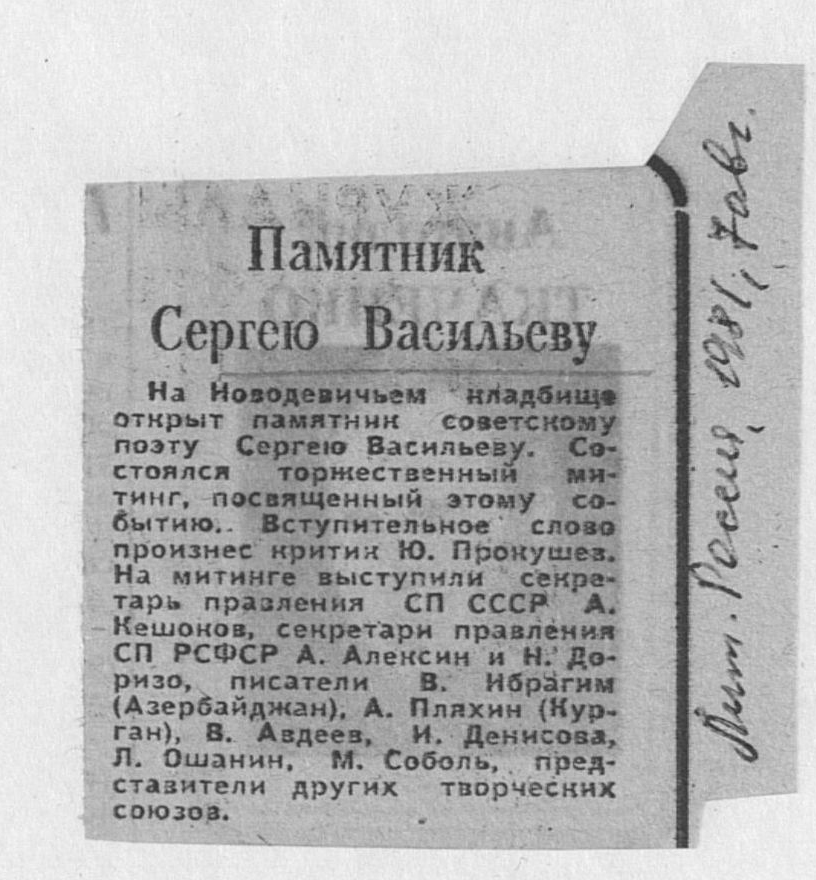 Памятник
Сергею Васильеву
На Новодевичьем кладбище
открыт памятник советскому
поэту Сергею Васильеву. Со-
стоялся торжественный ми-
тинг, посвященный этому со-
бытию.. Вступительное слово
произнес критик Ю. Прокушев.
На митинге выступили секре-
тарь правления СП СССР А.
Кешоков, секретари правления
СП РСФСР А. Алексин и Н. До-
ризо, писатели В. Ибрагим
(Азербайджан), А. Пляхин (Кур-
ган), В. Авдеев, И. Денисова,
Л. Ошанин, М. Соболь, пред-
ставители других творческих
союзов.
Лит. Россия, 1981, 7 авг.